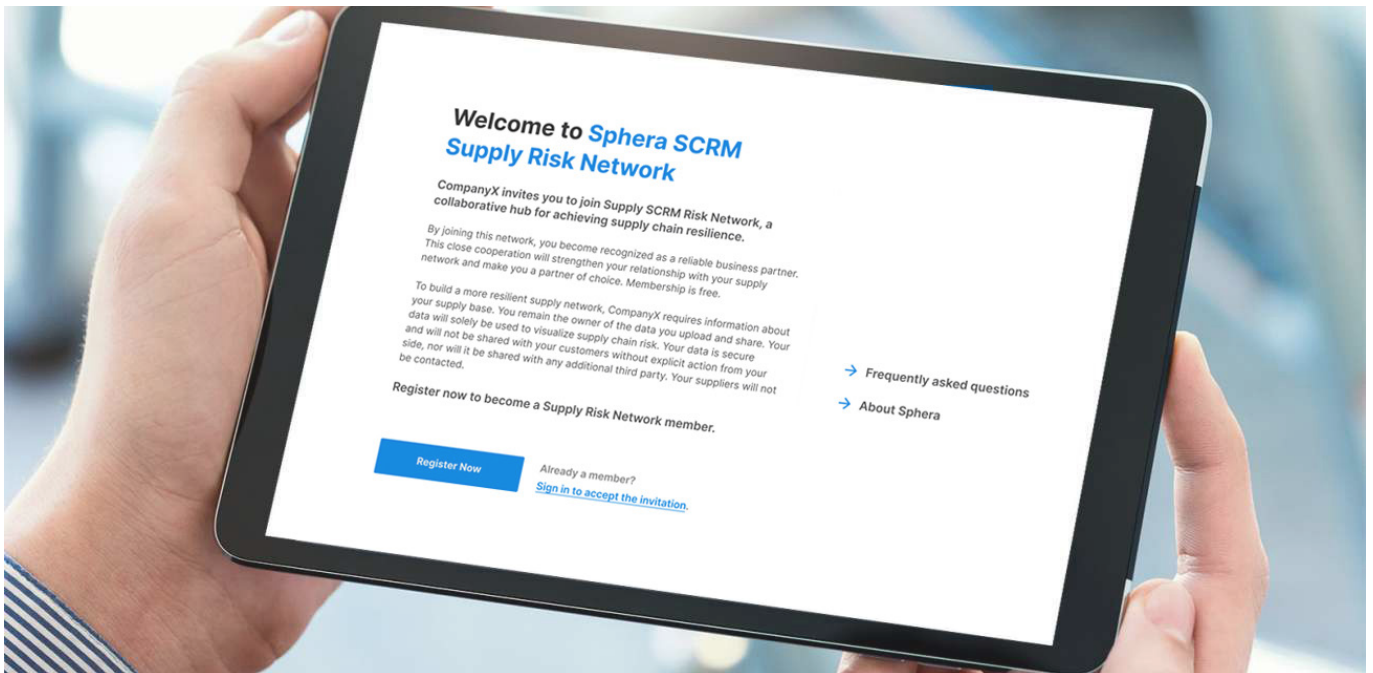 Welcome to Sphera SCRM
Supply Risk Network
CompanyX invites you to join Supply SCRM Risk Network, a
collaborative hub for achieving supply chain resilience.
By joining this network, you become recognized as a reliable business partner.
This close cooperation will strengthen your relationship with your supply
network and make you a partner of choice. Membership is free.
To build a more resilient supply network, CompanyX requires information about
your supply base. You remain the owner of the data you upload and share. Your
data will solely be used to visualize supply chain risk. Your data is secure
and will not be shared with your customers without explicit action from your
side, nor will it be shared with any additional third party. Your suppliers will not
be contacted.
Register now to become a Supply Risk Network member.
Register Now
Already a member?
Sign in to accept the invitation.
→ Frequently asked questions
→ About Sphera